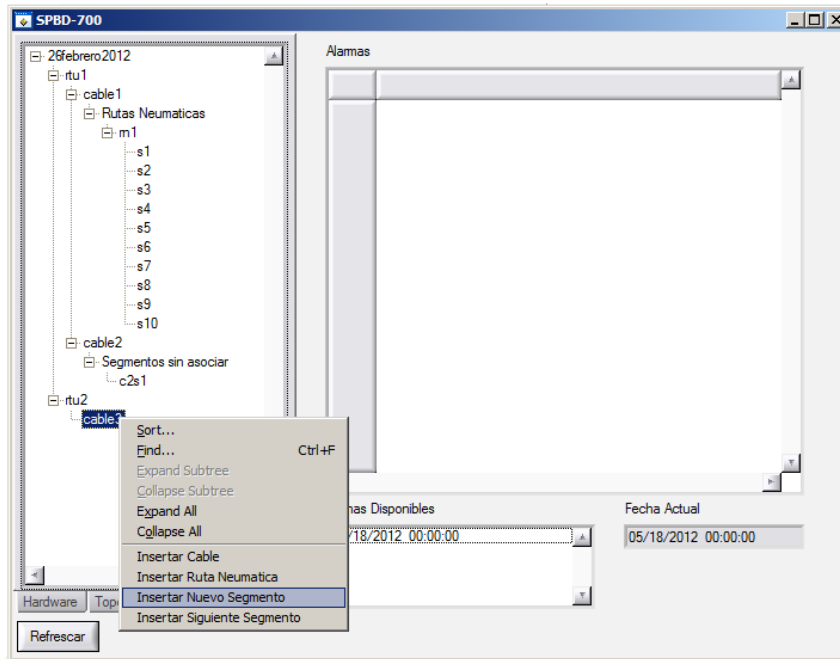 SPBD-700
26febrero2012
rtu1
cable1
Rutas Neumaticas
m1
s1
s2
s3
s4
s5
s6
s7
s8
s9
s10
cable2
Segmentos sin asociar
c2s1
rtu2
cable3
Sort...
Find... Ctrl+F
Expand Subtree
Collapse Subtree
Expand All
Collapse All
Insertar Cable
Insertar Ruta Neumatica
Insertar Nuevo Segmento
Insertar Siguiente Segmento
Hardware
Refrescar
Alarmas
Disponibles
/18/2012 00:00:00
Fecha Actual
05/18/2012 00:00:00